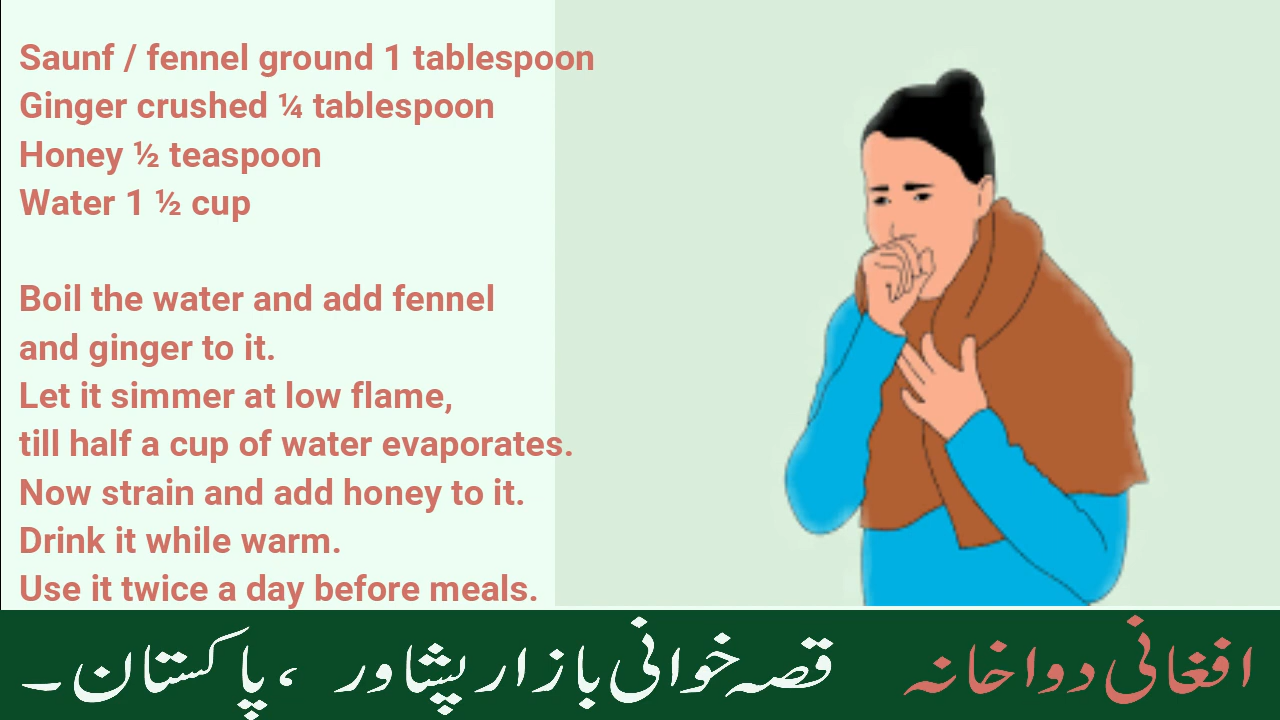 Saunf / fennel ground 1 tablespoon
Ginger crushed ¼ tablespoon
Honey ½ teaspoon
Water 1 ½ cup
Boil the water and add fennel
and ginger to it.
Let it simmer at low flame,
till half a cup of water evaporates.
Now strain and add honey to it.
Drink it while warm.
Use it twice a day before meals.
افغانی دواخانہ قصہ خوانی بازار پشاور ، پاکستان۔